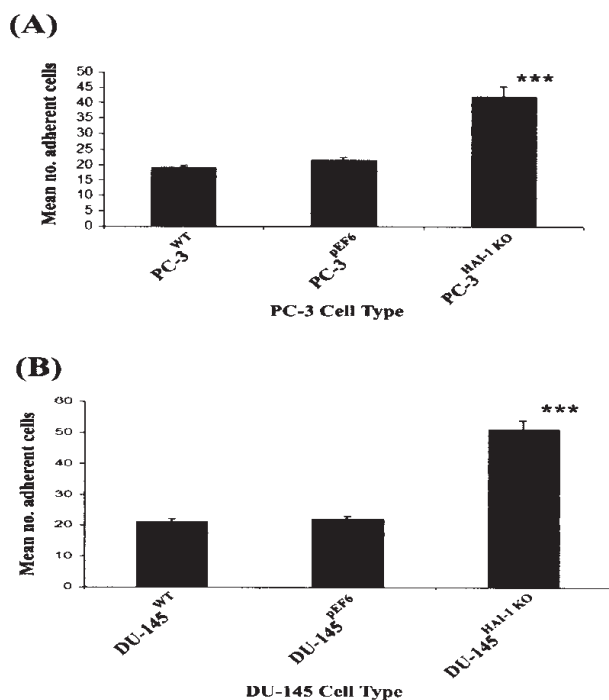 (A)
Mean no. adherent cells
50
45
40
35
30
25
20
15
10
5
0
***
PC-3WT
PC-3pEF6
PC-3HAI-1 KO
PC-3 Cell Type
(B)
Mean no. adherent cells
60
50
40
30
20
10
0
***
DU-145WT
DU-145pEF6
DU-145HAI-1 KO
DU-145 Cell Type